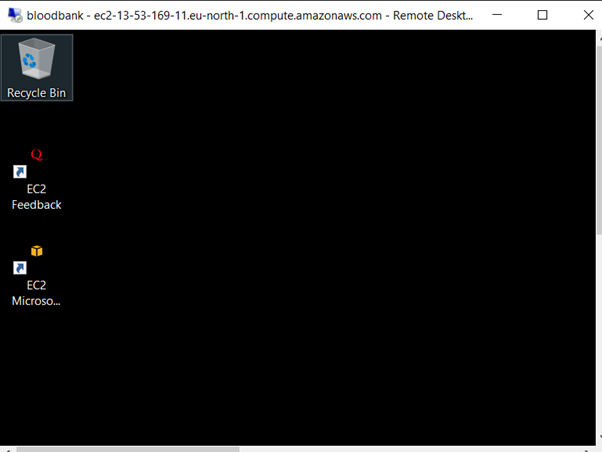 bloodbank - ec2-13-53-169-11.eu-north-1.compute.amazonaws.com - Remote Deskt...
Recycle Bin
Q
EC2
Feedback
EC2
Microso...